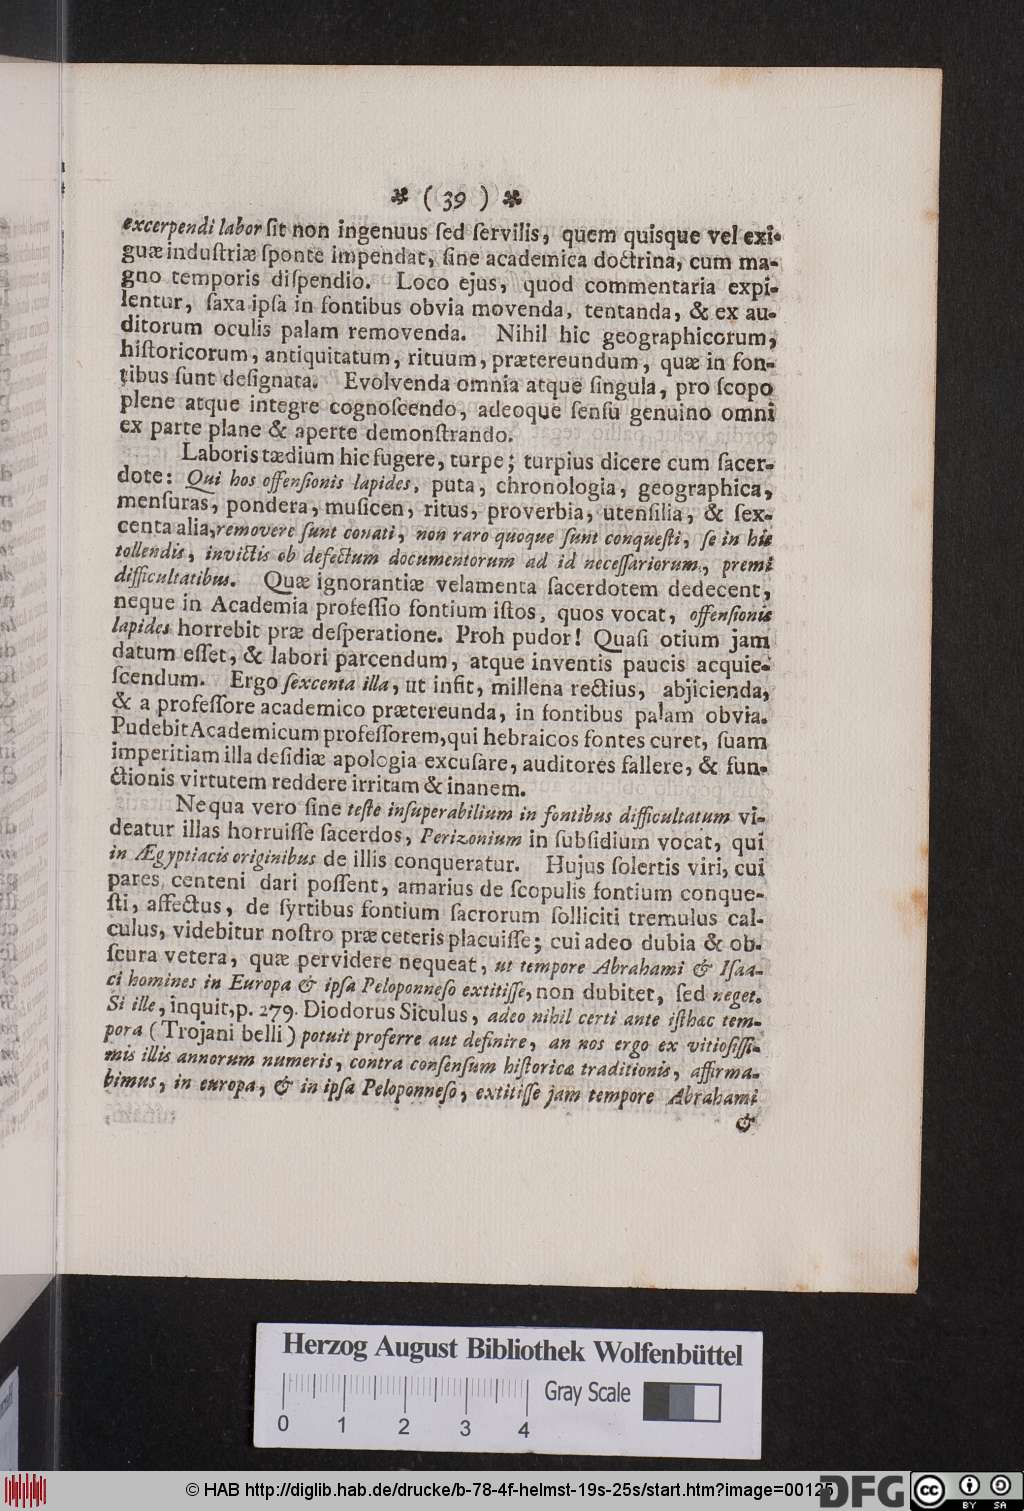 * ( 39 ) *
excerpendi labor ſit non ingenuus ſed ſervilis, quem quisque vel exi-
guæ induſtriæ ſponte impendat, ſine academica doctrina, cum ma-
gno temporis diſpendio. Loco ejus, quod commentaria expi-
lentur, ſaxa ipſa in fontibus obvia movenda, tentanda, & ex au-
ditorum oculis palam removenda. Nihil hic geographicorum,
hiſtoricorum, antiquitatum, rituum, prætereundum, quæ in fon-
tibus ſunt deſignata. Evolvenda omnia atque ſingula, pro ſcopo
plene atque integre cognoſcendo, adeoque ſenſu genuino omni
ex parte plane & aperte demonſtrando.
Laboris tædium hic fugere, turpe; turpius dicere cum ſacer-
dote: Qui hos offenſionis lapides, puta, chronologia, geographica,
menſuras, pondera, muſicen, ritus, proverbia, utenſilia, & ſex-
centa alia, removere ſunt conati, non raro quoque ſunt conqueſti, ſe in his
tollendis, invictis ob defectum documentorum ad id neceſſariorum, premi
difficultatibus. Quæ ignorantiæ velamenta ſacerdotem dedecent,
neque in Academia profeſſio fontium iſtos, quos vocat, offenſionis
lapides horrebit præ deſperatione. Proh pudor! Quaſi otium jam
datum eſſet, & labori parcendum, atque inventis paucis acquie-
ſcendum. Ergo ſexcenta illa, ut infit, millena rectius, abjicienda,
& a profeſſore academico prætereunda, in fontibus palam obvia.
Pudebit Academicum profeſſorem, qui hebraicos fontes curet, ſuam
imperitiam illa deſidiæ apologia excuſare, auditores fallere, & fun-
ctionis virtutem reddere irritam & inanem.
Ne qua vero ſine teſte inſuperabilium in fontibus difficultatum vi-
deatur illas horruiſſe ſacerdos, Perizonium in ſubſidium vocat, qui
in Ægyptiacis originibus de illis conqueratur. Hujus ſolertis viri, cui
pares centeni dari poſſent, amarius de ſcopulis fontium conque-
ſti, affectus, de ſyrtibus fontium ſacrorum ſolliciti tremulus cal-
culus, videbitur noſtro præ ceteris placuiſſe; cui adeo dubia & ob-
ſcura vetera, quæ pervidere nequeat, ut tempore Abrahami & Iſaa-
ci homines in Europa & ipſa Peloponneſo extitiſſe, non dubitet, ſed neget.
Si ille, inquit, p. 279. Diodorus Siculus, adeo nihil certi ante iſthæc tem-
pora (Trojani belli) potuit proferre aut definire, an nos ergo ex vitioſiſſi-
mis illis annorum numeris, contra conſenſum hiſtoricæ traditionis, affirma-
bimus, in europa, & in ipſa Peloponneſo, extitiſſe jam tempore Abrahami
&
Herzog August Bibliothek Wolfenbüttel
Gray Scale
0 1 2 3 4
© HAB http://diglib.hab.de/drucke/b-78-4f-helmst-19s-25s/start.htm?image=00125
DFG
cc BY SA